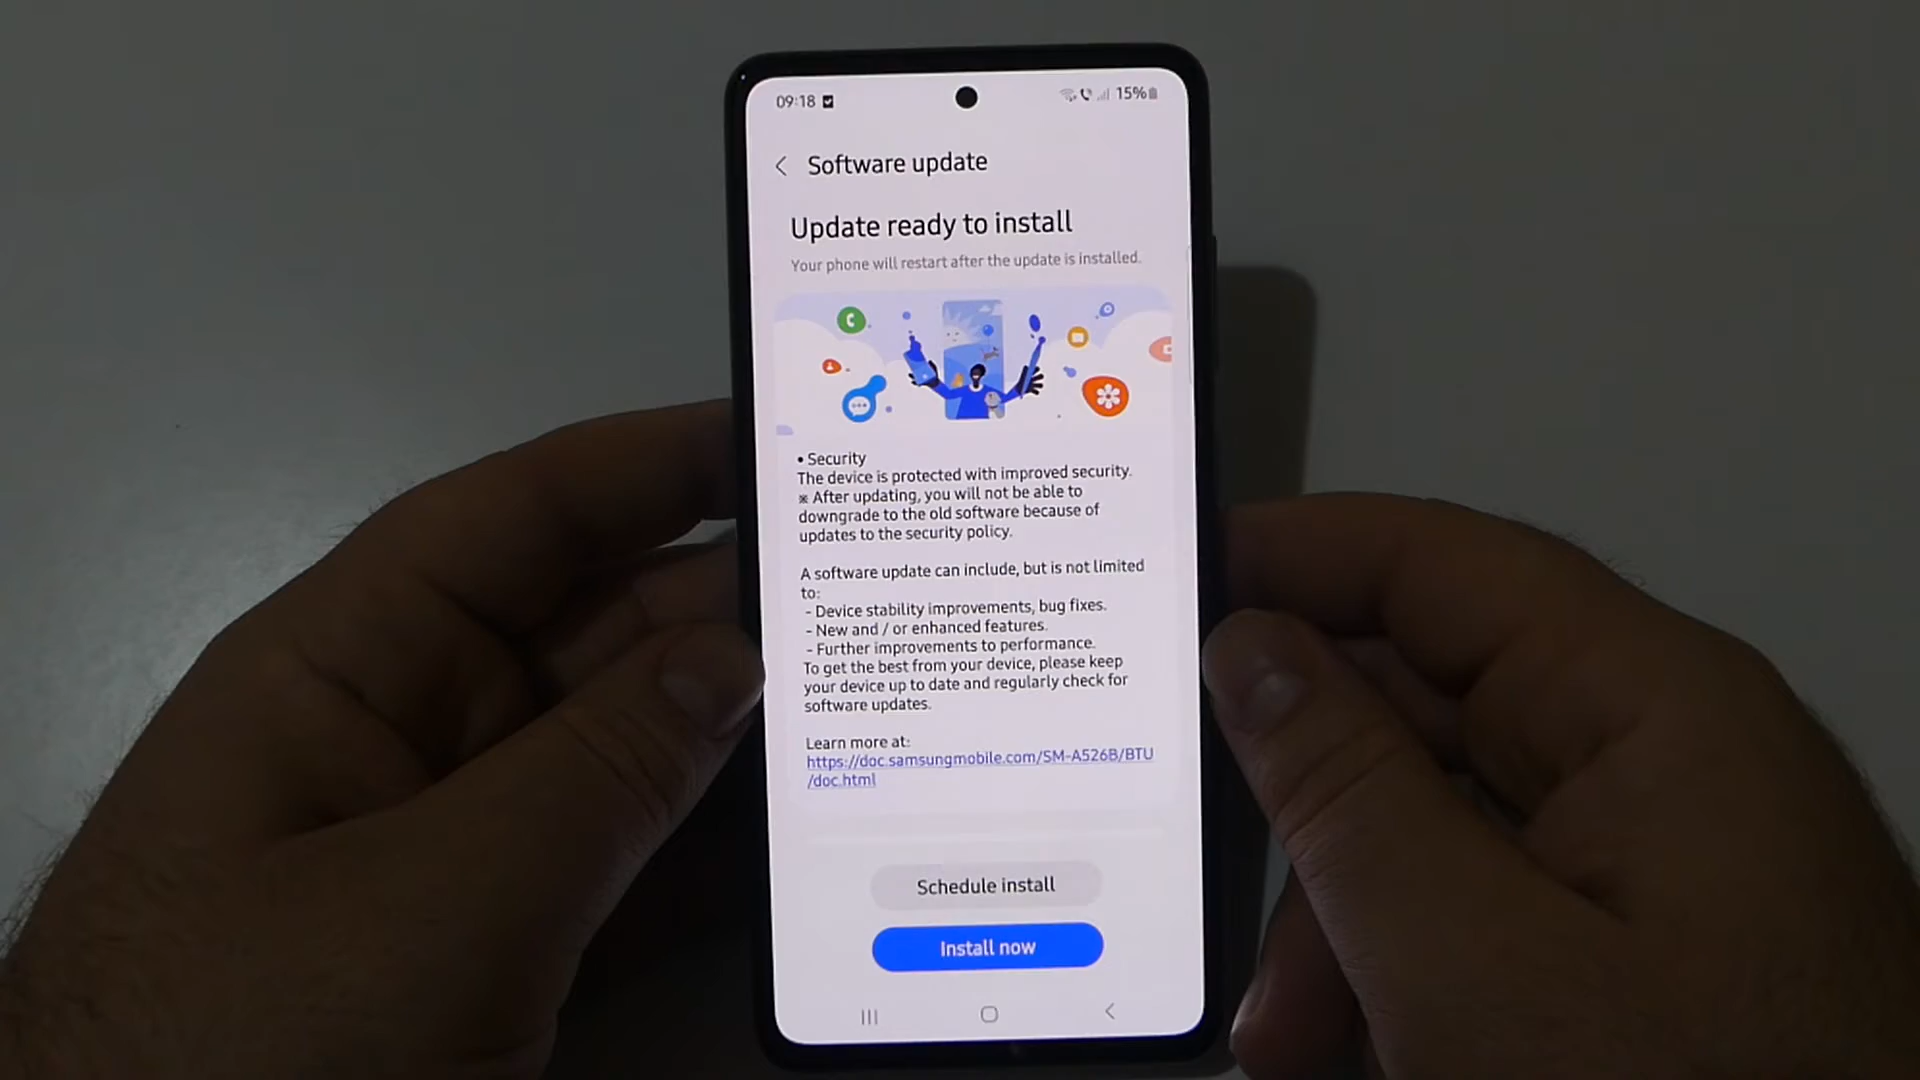 09:18
15%
Software update
Update ready to install
Your phone will restart after the update is installed.
• Security
The device is protected with improved security.
※ After updating, you will not be able to
downgrade to the old software because of
updates to the security policy.
A software update can include, but is not limited
to:
- Device stability improvements, bug fixes.
- New and / or enhanced features.
- Further improvements to performance.
To get the best from your device, please keep
your device up to date and regularly check for
software updates.
Learn more at:
https://doc.samsungmobile.com/SM-A526B/BTU
/doc.html
Schedule install
Install now